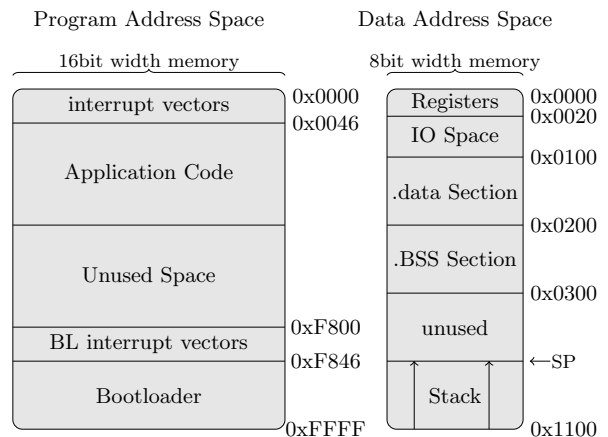 Program Address Space
16bit width memory
interrupt vectors
0x0000
0x0046
Application Code
Unused Space
0xF800
BL interrupt vectors
0xF846
Bootloader
0xFFFF
Data Address Space
8bit width memory
Registers
0x0000
0x0020
IO Space
0x0100
.data Section
0x0200
.BSS Section
0x0300
unused
←SP
Stack
0x1100